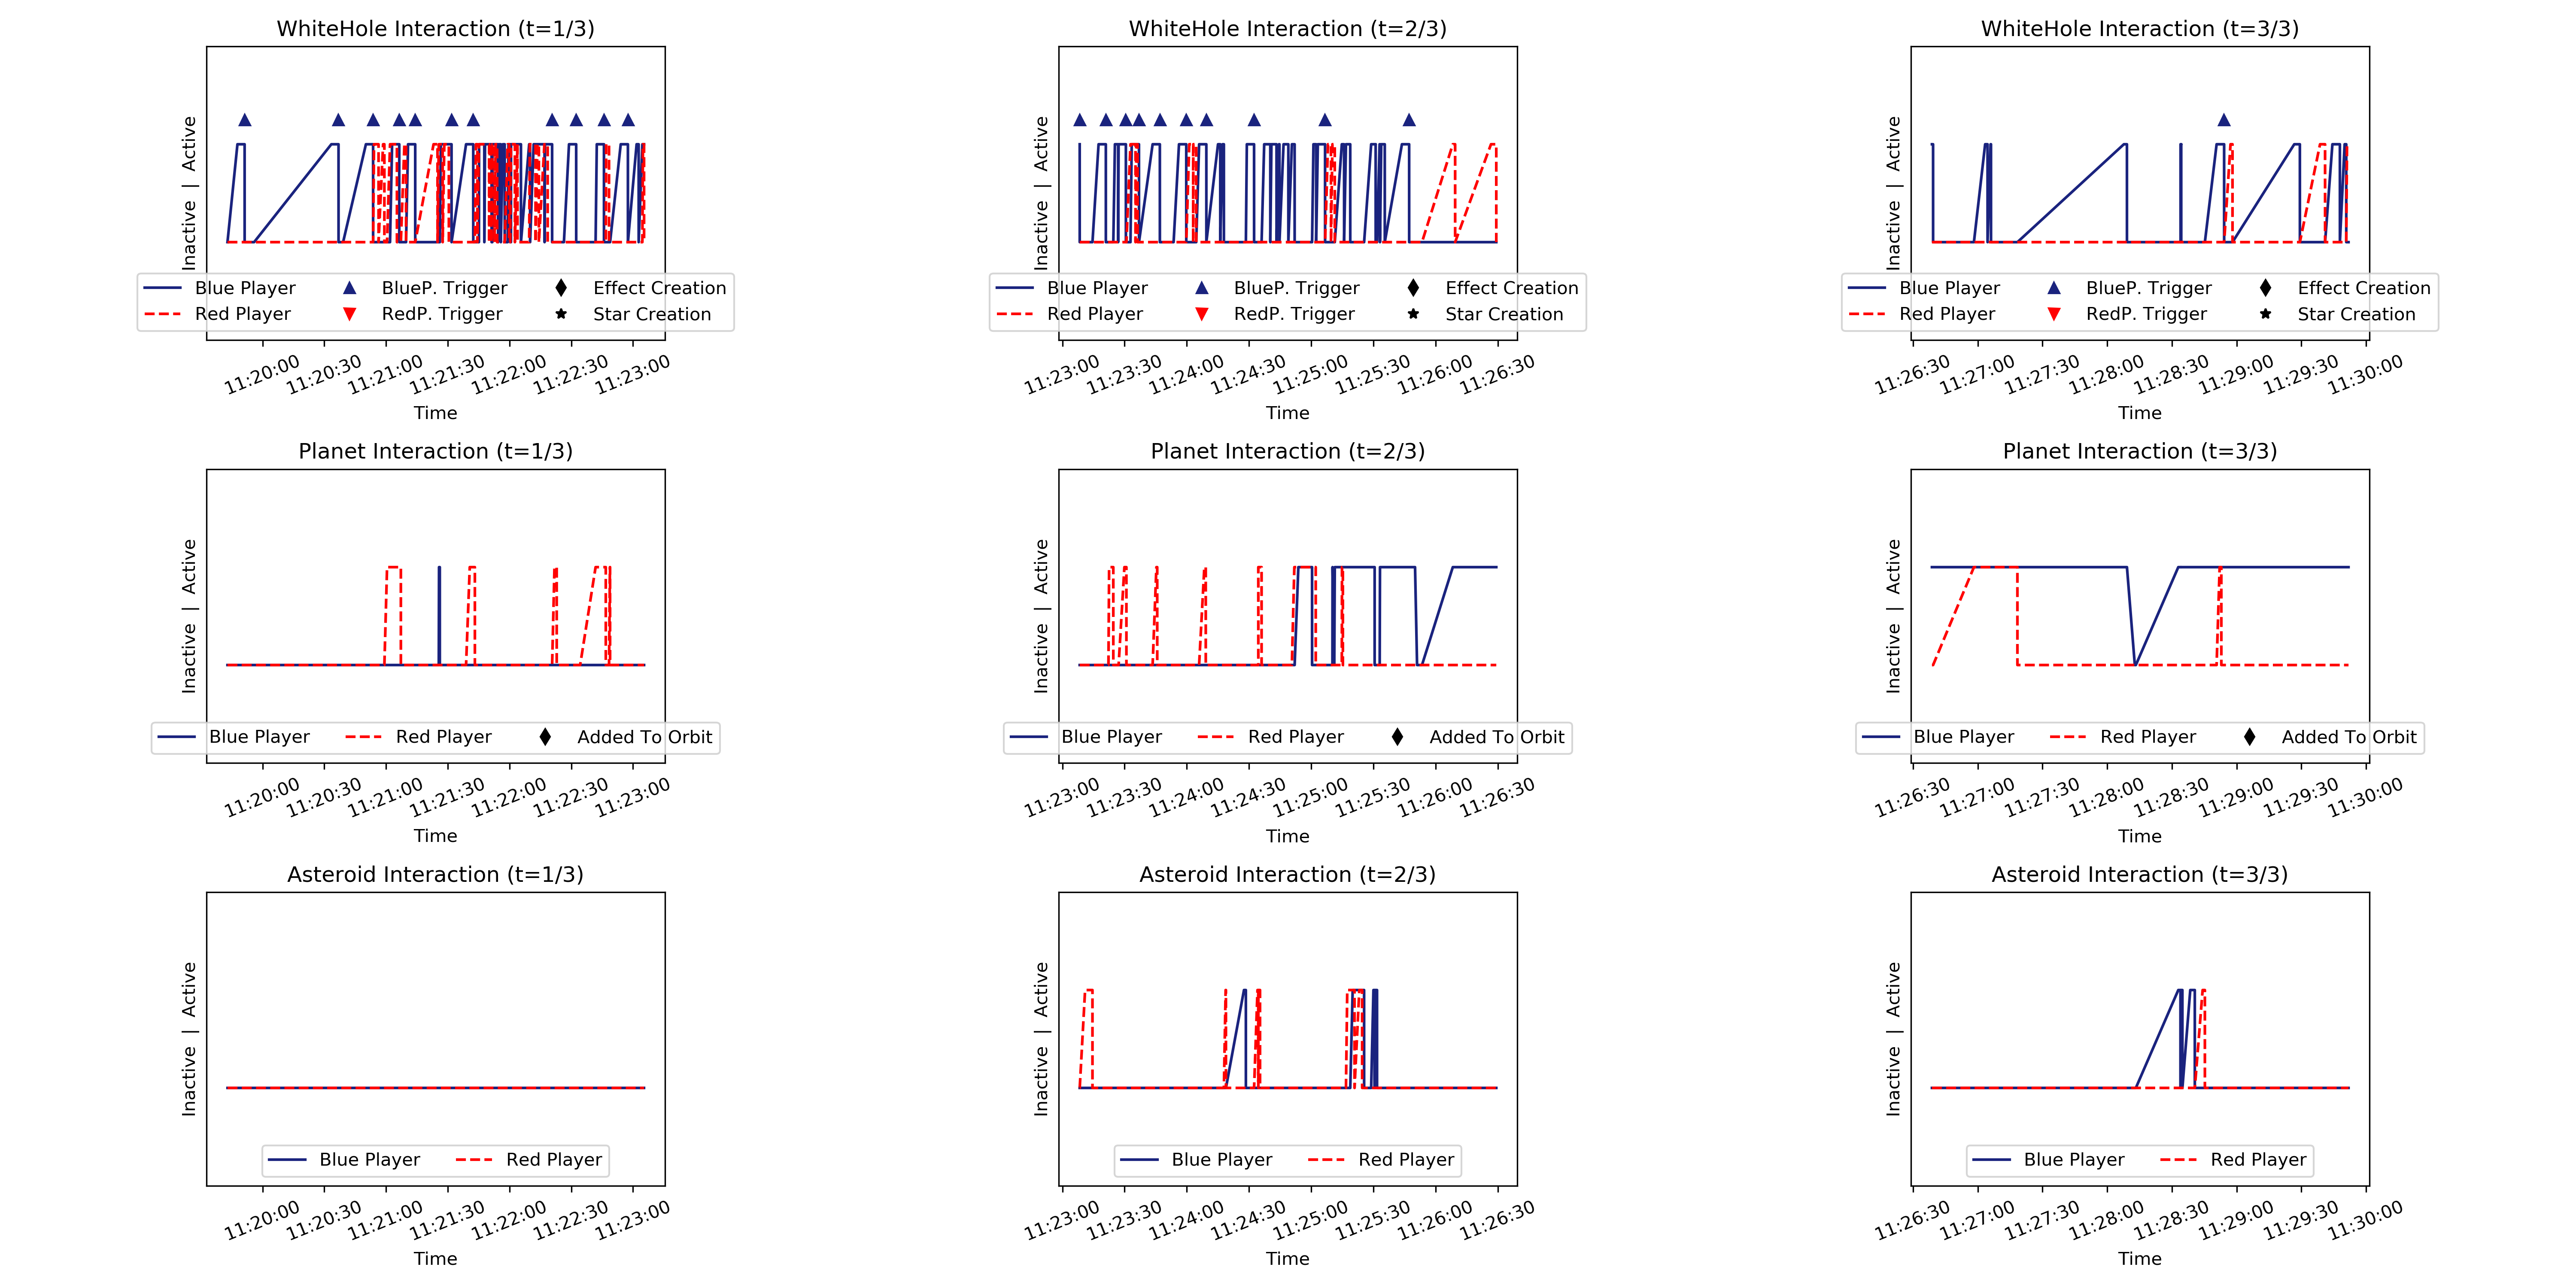 WhiteHole Interaction (t=1/3)
Inactive | Active
Blue Player
Red Player
BlueP. Trigger
RedP. Trigger
Effect Creation
Star Creation
11:20:00 11:20:30 11:21:00 11:21:30 11:22:00 11:22:30 11:23:00
Time
WhiteHole Interaction (t=2/3)
Inactive | Active
Blue Player
Red Player
BlueP. Trigger
RedP. Trigger
Effect Creation
Star Creation
11:23:00 11:23:30 11:24:00 11:24:30 11:25:00 11:25:30 11:26:00 11:26:30
Time
WhiteHole Interaction (t=3/3)
Inactive | Active
Blue Player
Red Player
BlueP. Trigger
RedP. Trigger
Effect Creation
Star Creation
11:26:30 11:27:00 11:27:30 11:28:00 11:28:30 11:29:00 11:29:30 11:30:00
Time
Planet Interaction (t=1/3)
Inactive | Active
Blue Player Red Player Added To Orbit
11:20:00 11:20:30 11:21:00 11:21:30 11:22:00 11:22:30 11:23:00
Time
Planet Interaction (t=2/3)
Inactive | Active
Blue Player Red Player Added To Orbit
11:23:00 11:23:30 11:24:00 11:24:30 11:25:00 11:25:30 11:26:00 11:26:30
Time
Planet Interaction (t=3/3)
Inactive | Active
Blue Player Red Player Added To Orbit
11:26:30 11:27:00 11:27:30 11:28:00 11:28:30 11:29:00 11:29:30 11:30:00
Time
Asteroid Interaction (t=1/3)
Inactive | Active
Blue Player Red Player
11:20:00 11:20:30 11:21:00 11:21:30 11:22:00 11:22:30 11:23:00
Time
Asteroid Interaction (t=2/3)
Inactive | Active
Blue Player Red Player
11:23:00 11:23:30 11:24:00 11:24:30 11:25:00 11:25:30 11:26:00 11:26:30
Time
Asteroid Interaction (t=3/3)
Inactive | Active
Blue Player Red Player
11:26:30 11:27:00 11:27:30 11:28:00 11:28:30 11:29:00 11:29:30 11:30:00
Time